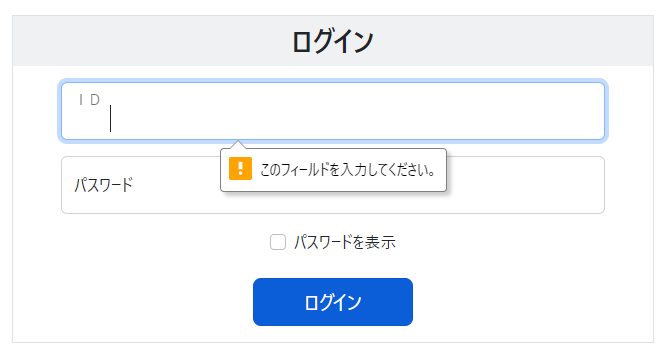 ログイン
ＩＤ
このフィールドを入力してください。
パスワード
パスワードを表示
ログイン